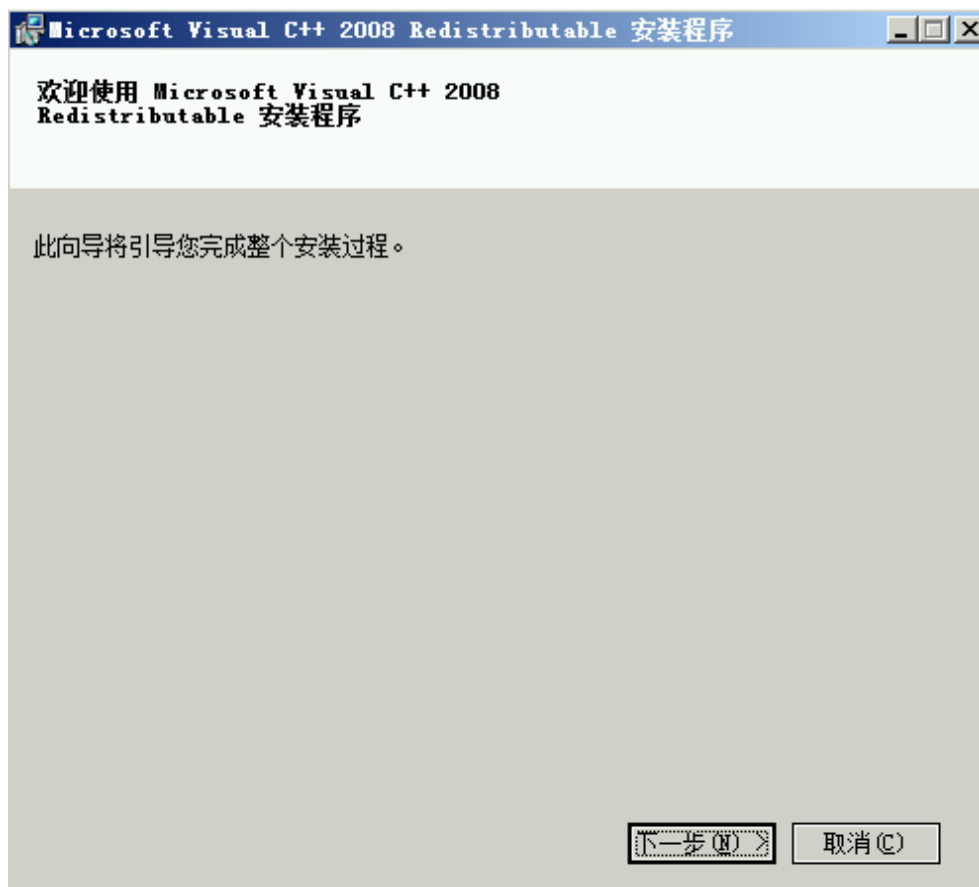 Microsoft Visual C++ 2008 Redistributable 安装程序
欢迎使用 Microsoft Visual C++ 2008
Redistributable 安装程序
此向导将引导您完成整个安装过程。
下一步(N) >
取消(C)